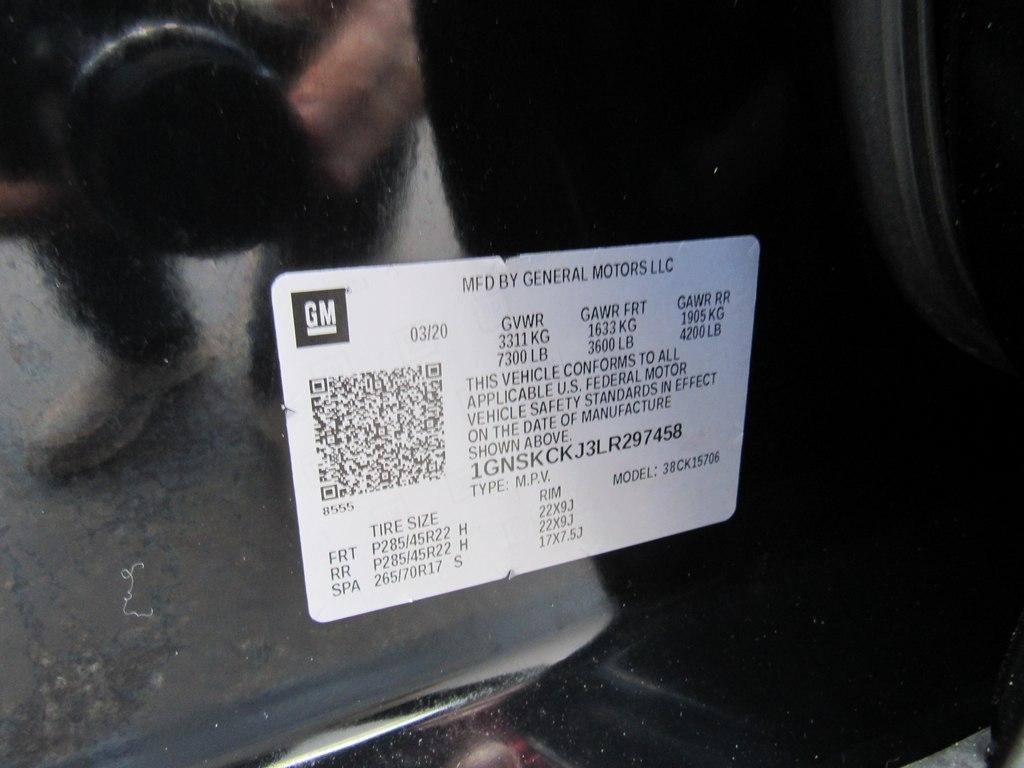 MFD BY GENERAL MOTORS LLC
GM
03/20
GVWR GAWR FRT GAWR RR
3311 KG 1633 KG 1905 KG
7300 LB 3600 LB 4200 LB
THIS VEHICLE CONFORMS TO ALL
APPLICABLE U.S. FEDERAL MOTOR
VEHICLE SAFETY STANDARDS IN EFFECT
ON THE DATE OF MANUFACTURE
SHOWN ABOVE.
1GNSKCKJ3LR297458
TYPE: M.P.V. MODEL: 38CK15706
8555
TIRE SIZE RIM
FRT P285/45R22 H 22X9J
RR P285/45R22 H 22X9J
SPA 265/70R17 S 17X7.5J